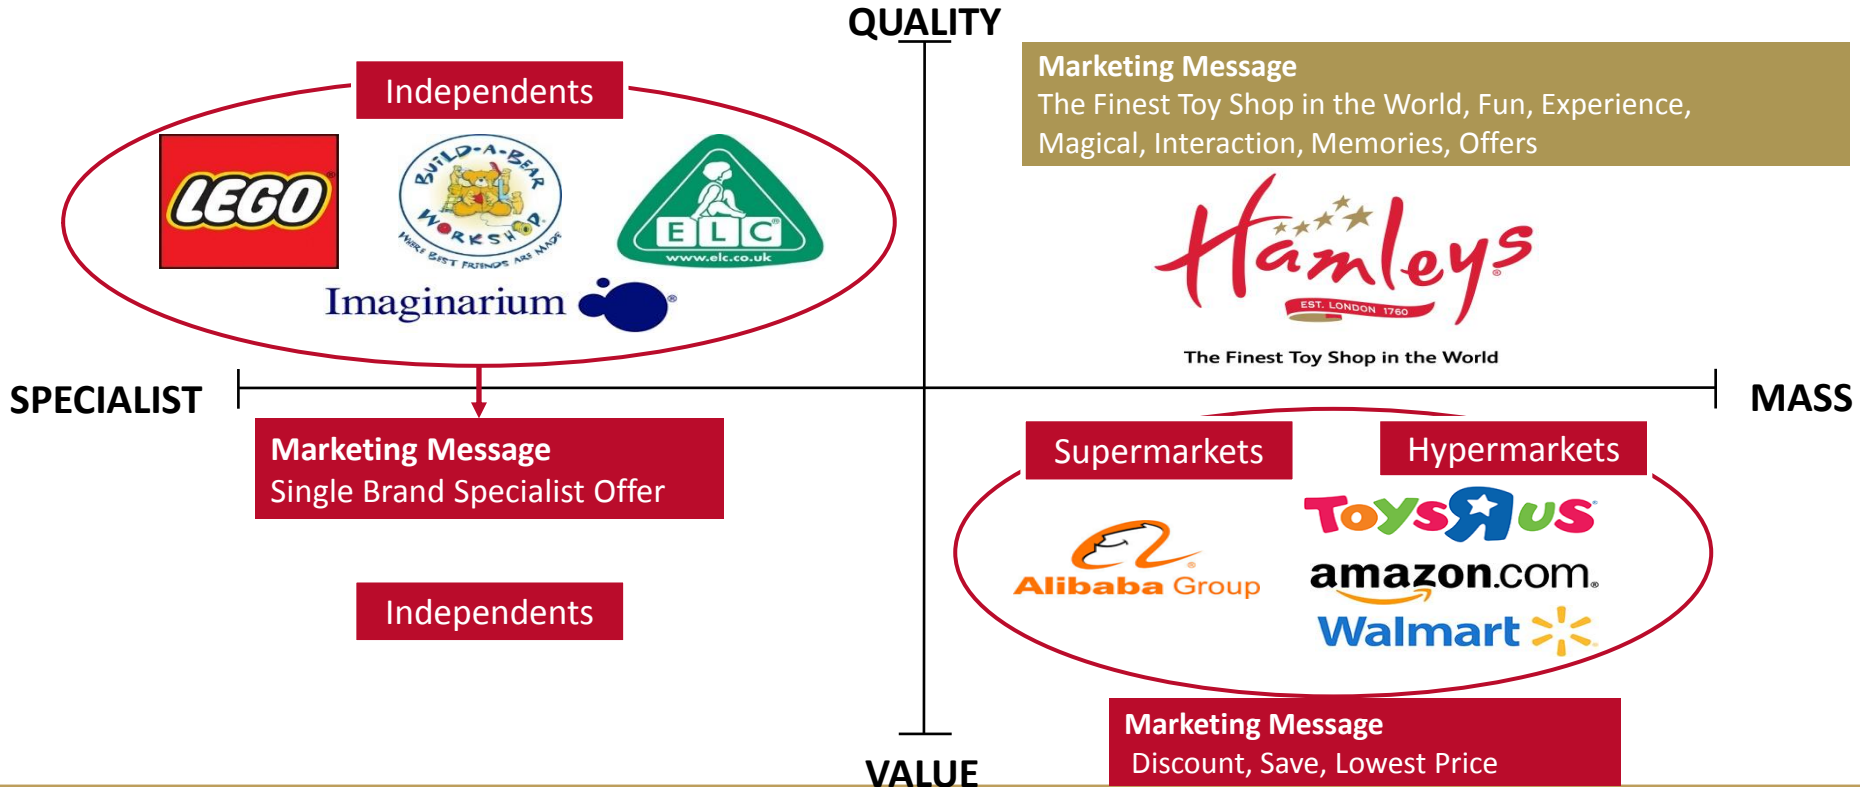 QUALITY
Independents
Marketing Message
The Finest Toy Shop in the World, Fun, Experience,
Magical, Interaction, Memories, Offers
LEGO
BUILD-A-BEAR
WORKSHOP
WHERE BEST FRIENDS ARE MADE
ELC
www.elc.co.uk
Imaginarium
Hamleys
EST. LONDON 1760
The Finest Toy Shop in the World
SPECIALIST
MASS
Marketing Message
Single Brand Specialist Offer
Independents
Supermarkets
Hypermarkets
Toys R us
Alibaba Group
amazon.com
Walmart
Marketing Message
Discount, Save, Lowest Price
VALUE